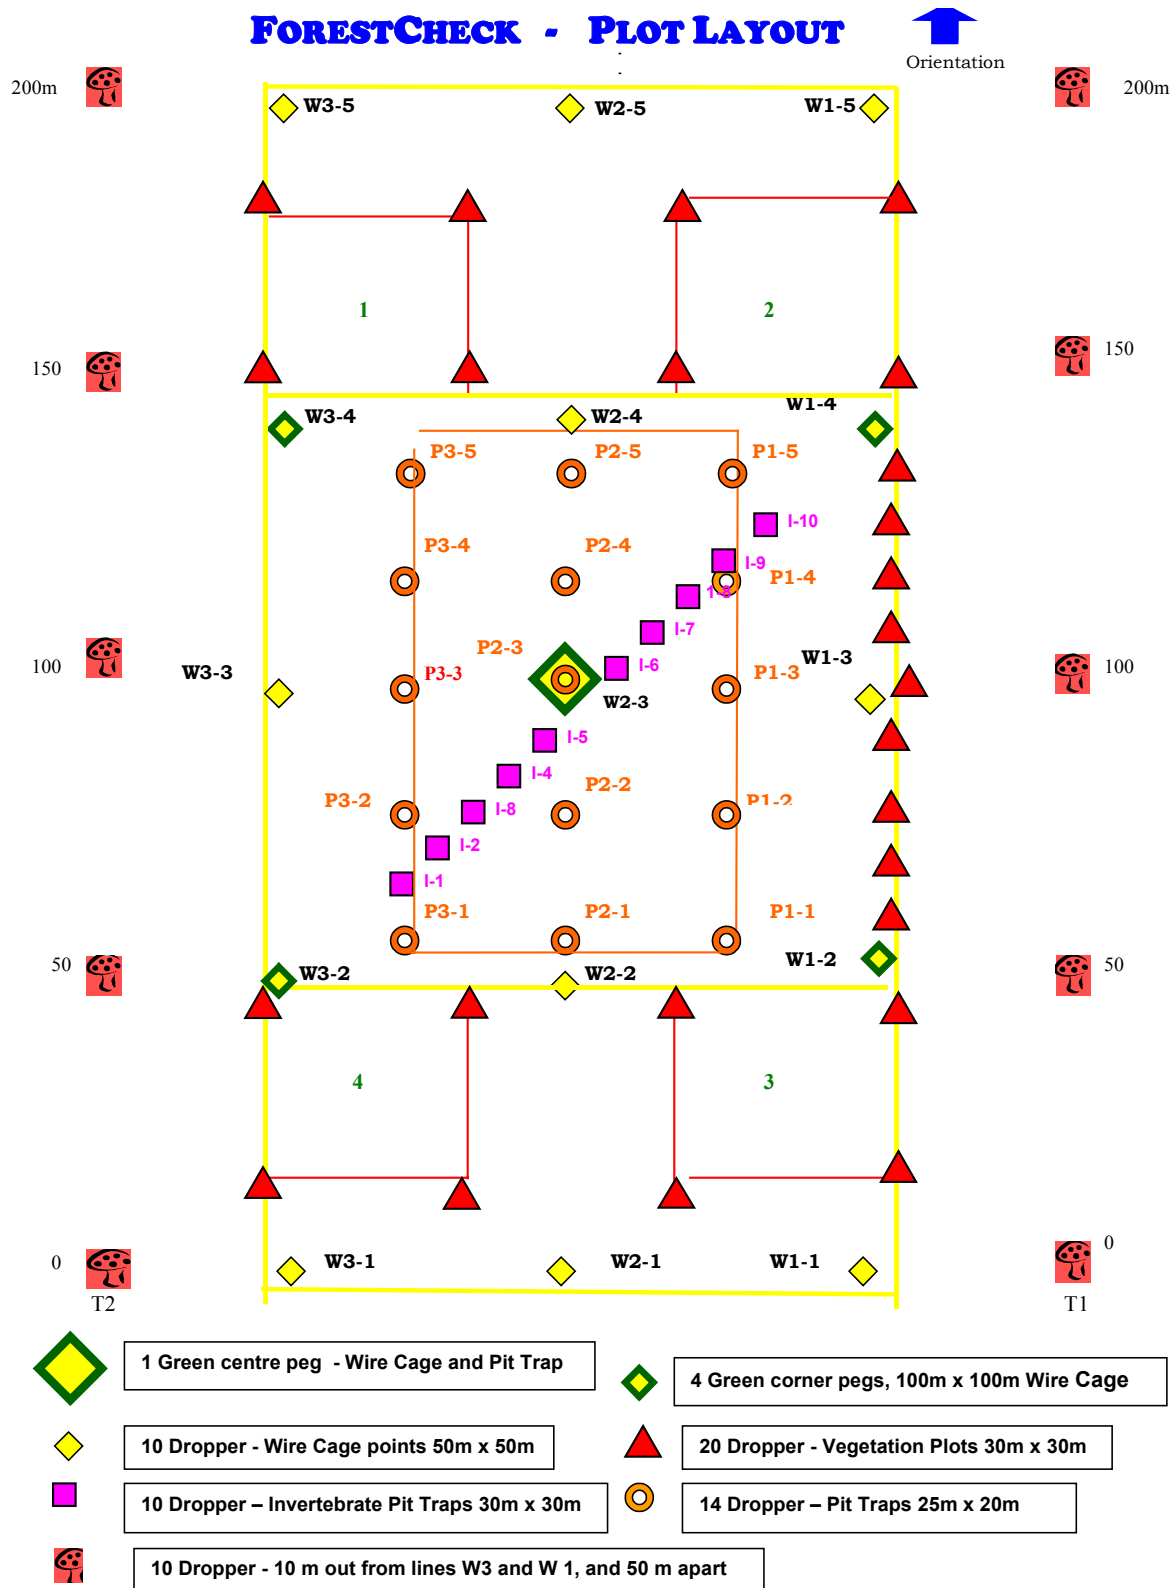 FORESTCHECK - PLOT LAYOUT
Orientation
200m
200m
W3-5
W2-5
W1-5
1
2
150
150
W3-4
W2-4
W1-4
P3-5
P2-5
P1-5
I-10
P3-4
P2-4
I-9
P1-4
1-8
I-7
P2-3
I-6
100
W3-3
P3-3
P1-3
W1-3
100
W2-3
I-5
I-4
P3-2
P2-2
P1-2
I-8
I-2
I-1
P3-1
P2-1
P1-1
50
W3-2
W2-2
W1-2
50
4
3
0
W3-1
W2-1
W1-1
0
T2
T1
1 Green centre peg - Wire Cage and Pit Trap
4 Green corner pegs, 100m x 100m Wire Cage
10 Dropper - Wire Cage points 50m x 50m
20 Dropper - Vegetation Plots 30m x 30m
10 Dropper – Invertebrate Pit Traps 30m x 30m
14 Dropper – Pit Traps 25m x 20m
10 Dropper - 10 m out from lines W3 and W 1, and 50 m apart